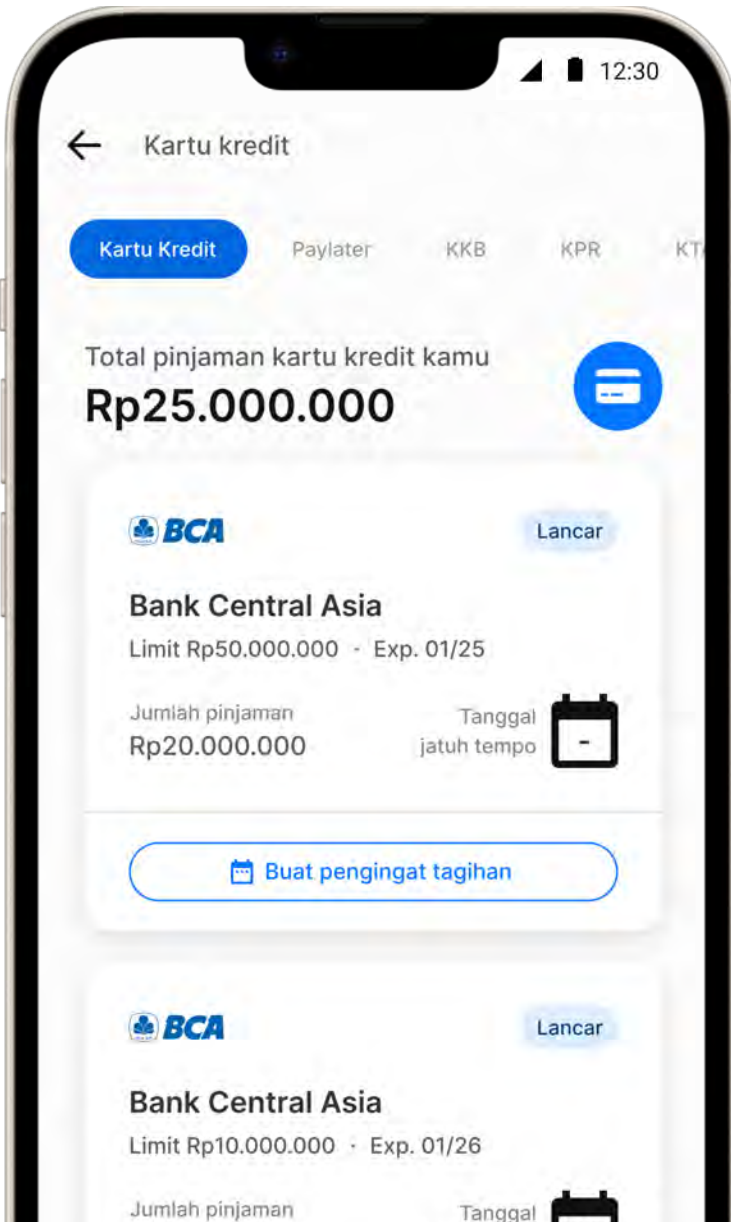 12:30
Kartu kredit
Kartu Kredit Paylater KKB KPR KT
Total pinjaman kartu kredit kamu
Rp25.000.000
BCA Lancar
Bank Central Asia
Limit Rp50.000.000 · Exp. 01/25
Jumlah pinjaman
Rp20.000.000
Tanggal
jatuh tempo
-
Buat pengingat tagihan
BCA Lancar
Bank Central Asia
Limit Rp10.000.000 · Exp. 01/26
Jumlah pinjaman
Tanggal